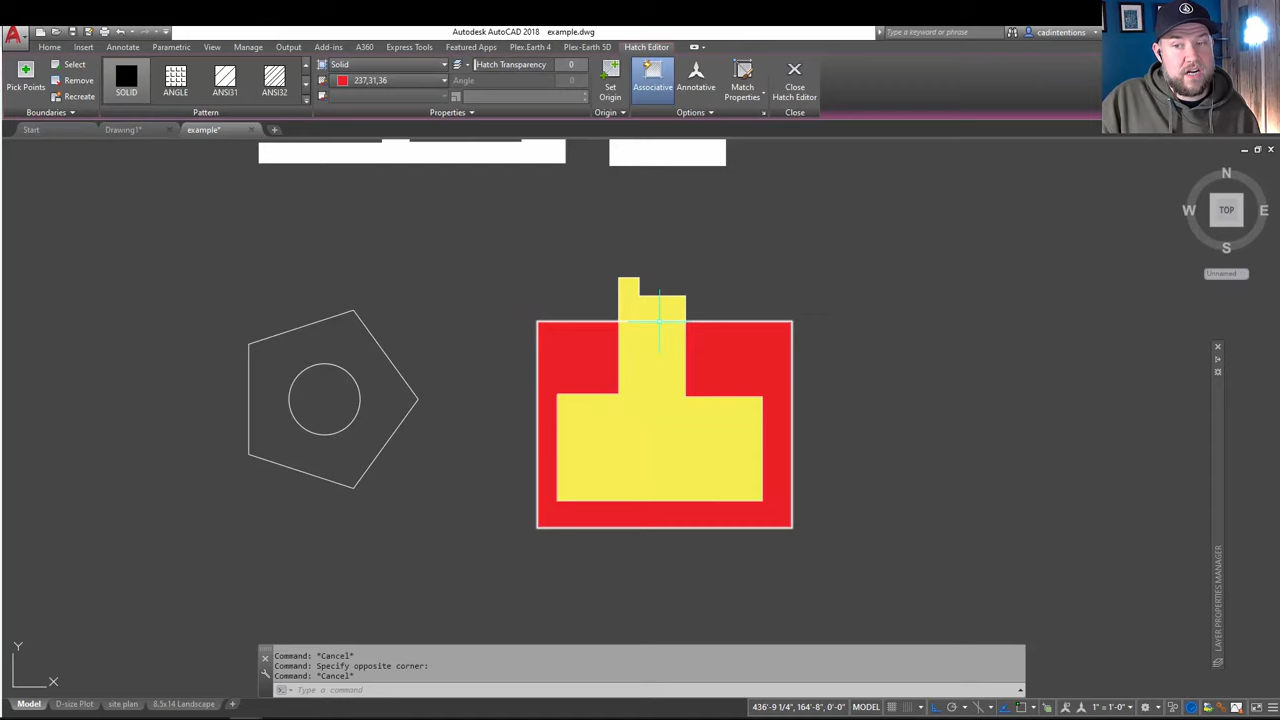 Autodesk AutoCAD 2018 example.dwg
Type a keyword or phrase
cadintentions
Home Insert Annotate Parametric View Manage Output Add-ins A360 Express Tools Featured Apps Plex.Earth 4 Plex-Earth 5D Hatch Editor
Pick Points
Select
Remove
Recreate
Boundaries
SOLID ANGLE ANSI31 ANSI32
Pattern
Solid
237,31,36
Hatch Transparency 0
Angle
Properties
Set Origin
Origin
Associative
Annotative
Match Properties
Options
Close Hatch Editor
Close
Start Drawing1* example*
N
W TOP E
S
Unnamed
LAYER PROPERTIES MANAGER
Y
X
Command: *Cancel*
Command: Specify opposite corner:
Command: *Cancel*
Type a command
Model D-size Plot site plan 8.5x14 Landscape
436'-9 1/4", 164'-8", 0'-0" MODEL 1" = 1'-0"